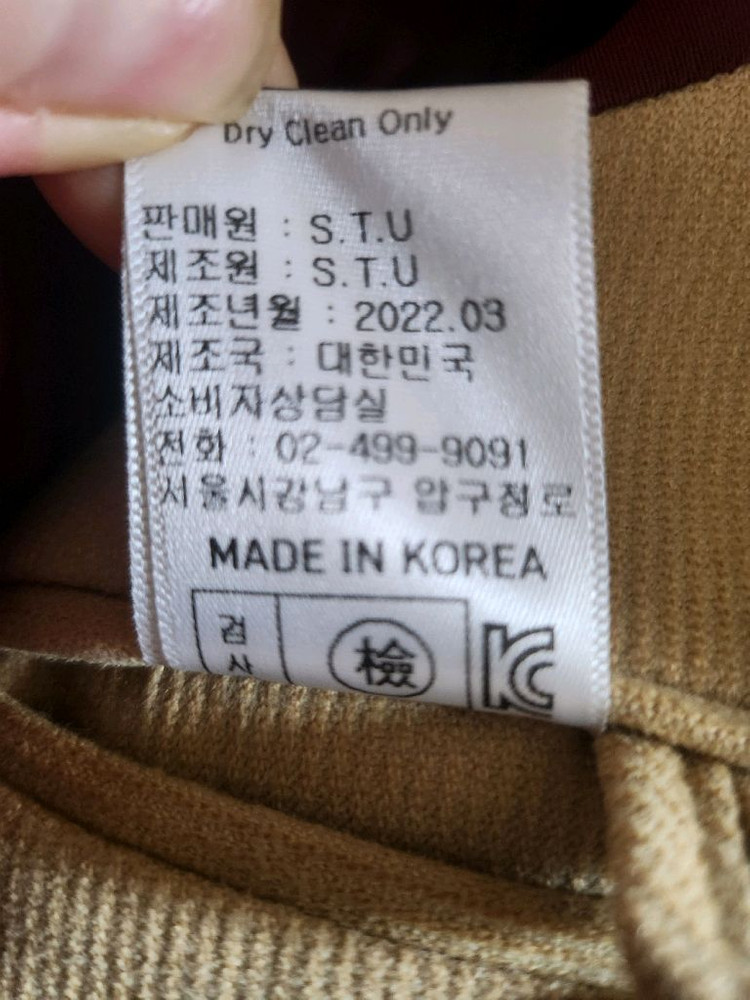 Dry Clean Only
판매원 : S.T.U
제조원 : S.T.U
제조년월 : 2022.03
제조국 : 대한민국
소비자상담실
전화 : 02-499-9091
서울시강남구 압구정로
MADE IN KOREA
검사
檢
KC